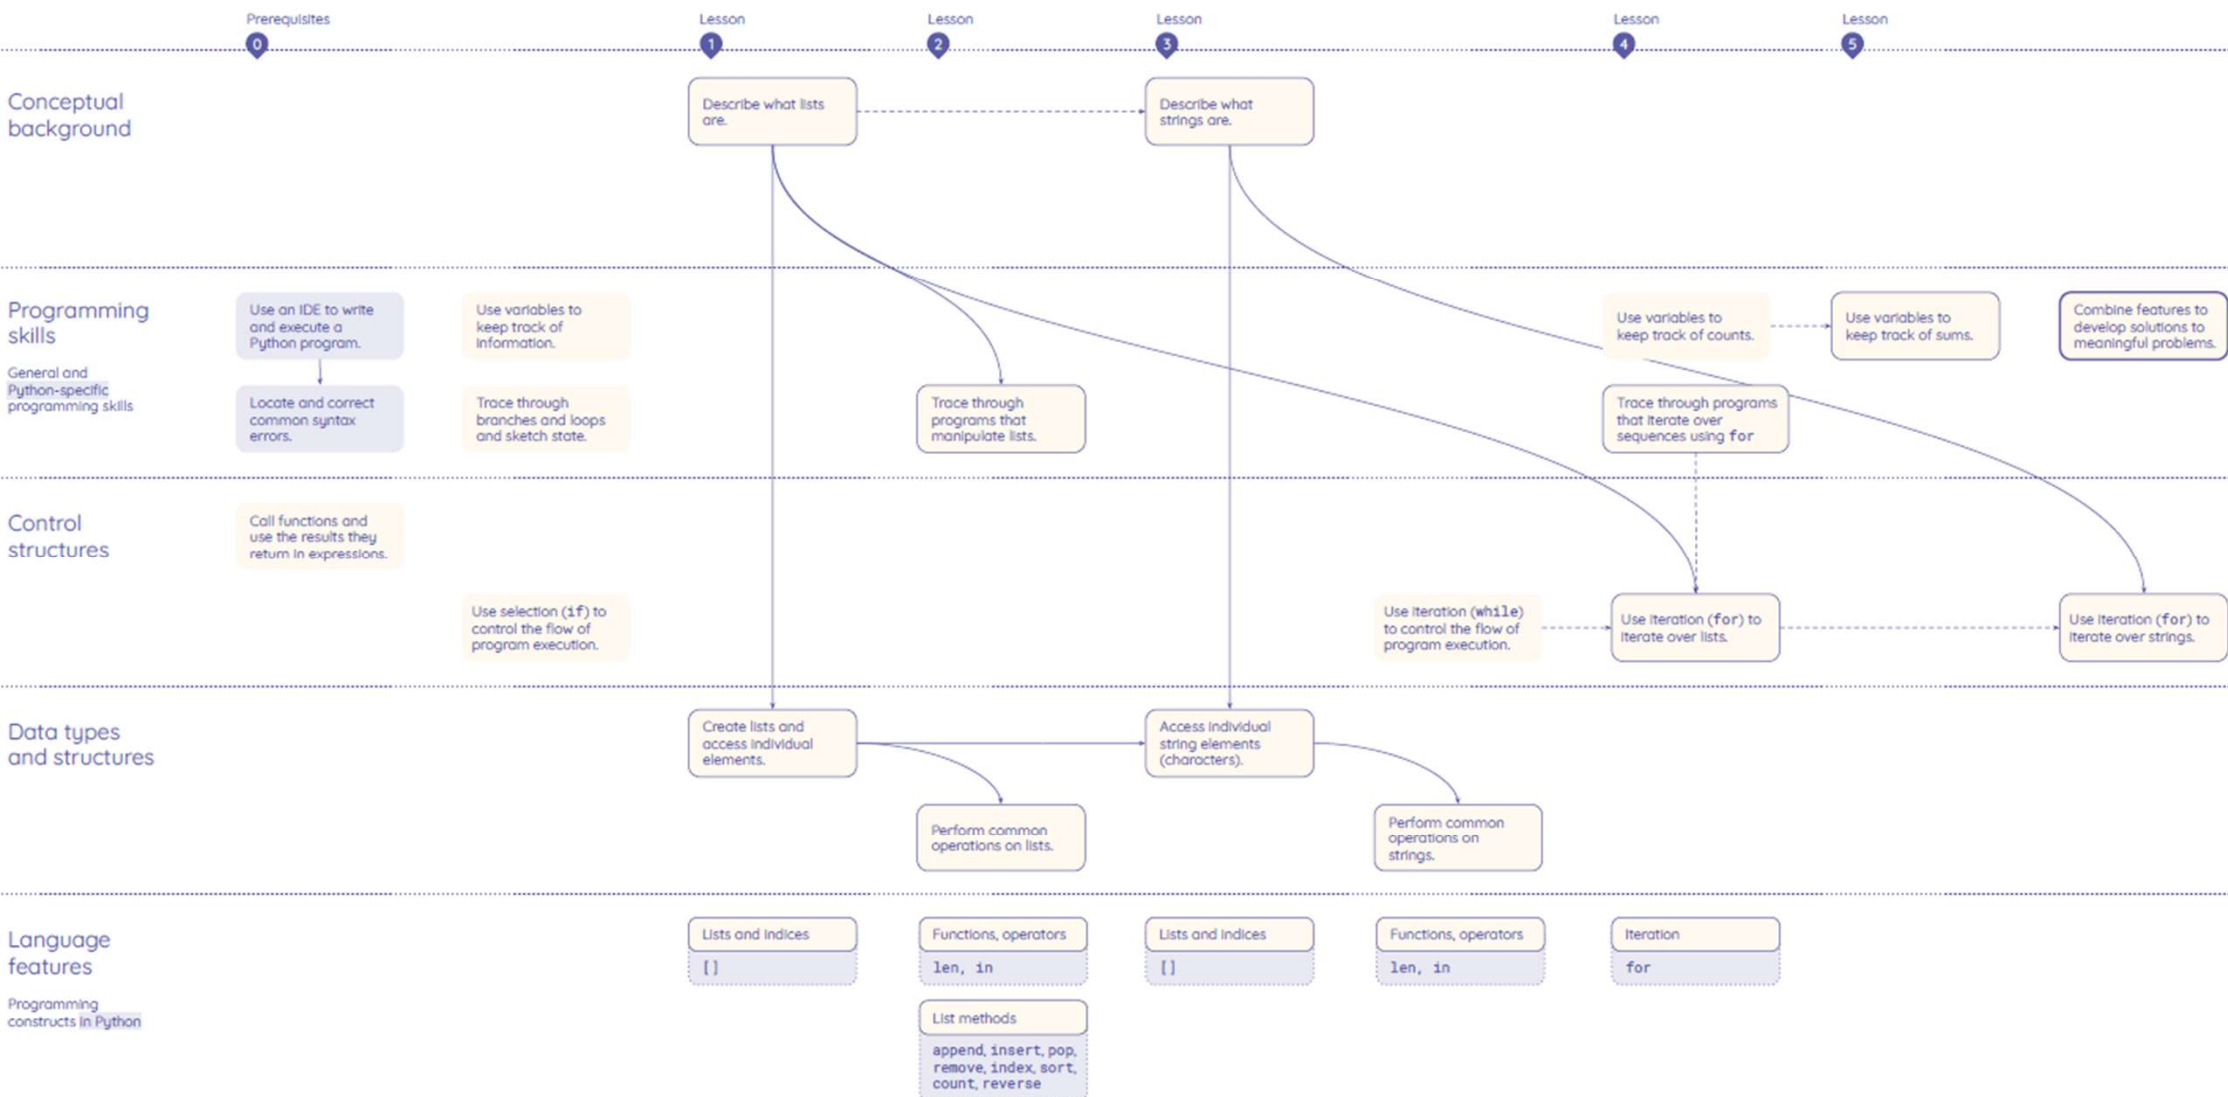 Prerequisites
Lesson
Lesson
Lesson
Lesson
Lesson
0
1
2
3
4
5
Conceptual
background
Describe what lists
are.
Describe what
strings are.
Programming
skills
General and
Python-specific
programming skills
Use an IDE to write
and execute a
Python program.
Use variables to
keep track of
information.
Use variables to
keep track of counts.
Use variables to
keep track of sums.
Combine features to
develop solutions to
meaningful problems.
Locate and correct
common syntax
errors.
Trace through
branches and loops
and sketch state.
Trace through
programs that
manipulate lists.
Trace through programs
that iterate over
sequences using for
Control
structures
Call functions and
use the results they
return in expressions.
Use selection (if) to
control the flow of
program execution.
Use iteration (while)
to control the flow of
program execution.
Use iteration (for) to
iterate over lists.
Use iteration (for) to
iterate over strings.
Data types
and structures
Create lists and
access individual
elements.
Access individual
string elements
(characters).
Perform common
operations on lists.
Perform common
operations on
strings.
Language
features
Programming
constructs in Python
Lists and indices
[]
Functions, operators
len, in
Lists and indices
[]
Functions, operators
len, in
Iteration
for
List methods
append, insert, pop,
remove, index, sort,
count, reverse